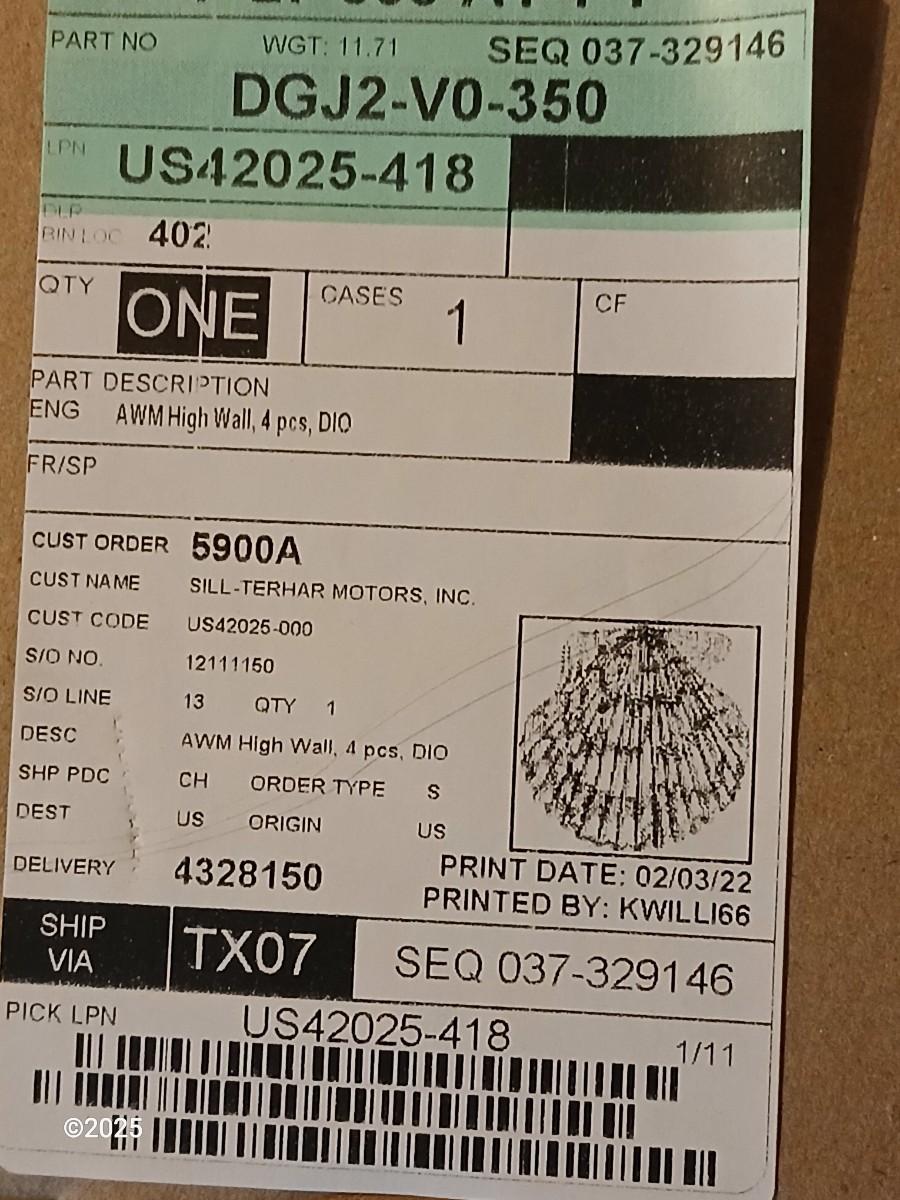 PART NO WGT: 11.71 SEQ 037-329146
DGJ2-V0-350
LPN US42025-418
BIN LOC 402
QTY ONE CASES 1 CF
PART DESCRIPTION
ENG AWM High Wall, 4 pcs, DIO
FR/SP
CUST ORDER 5900A
CUST NAME SILL-TERHAR MOTORS, INC.
CUST CODE US42025-000
S/O NO. 12111150
S/O LINE 13 QTY 1
DESC AWM High Wall, 4 pcs, DIO
SHP PDC CH ORDER TYPE S
DEST US ORIGIN US
DELIVERY 4328150
PRINT DATE: 02/03/22
PRINTED BY: KWILLI66
SHIP VIA TX07 SEQ 037-329146
PICK LPN US42025-418 1/11
©2025